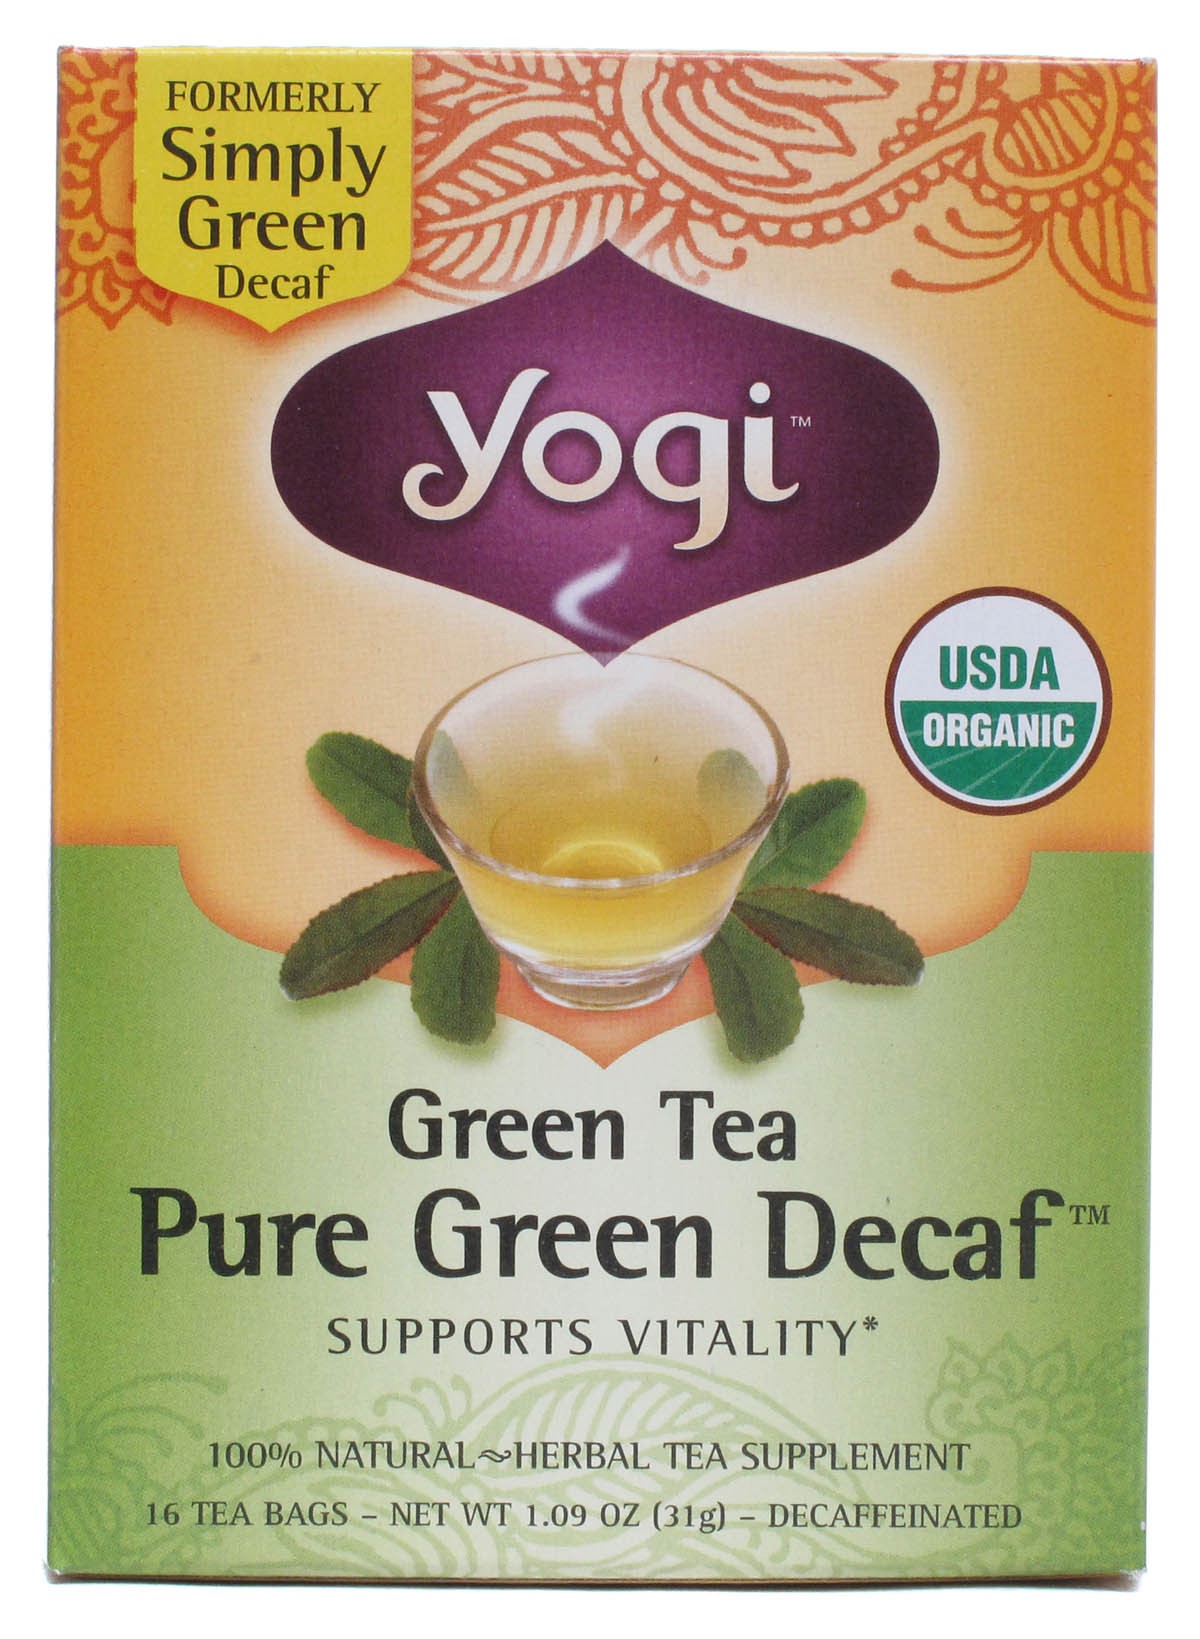 FORMERLY
Simply
Green
Decaf
yogi™
USDA
ORGANIC
Green Tea
Pure Green Decaf™
SUPPORTS VITALITY*
100% NATURAL~HERBAL TEA SUPPLEMENT
16 TEA BAGS – NET WT 1.09 OZ (31g) – DECAFFEINATED